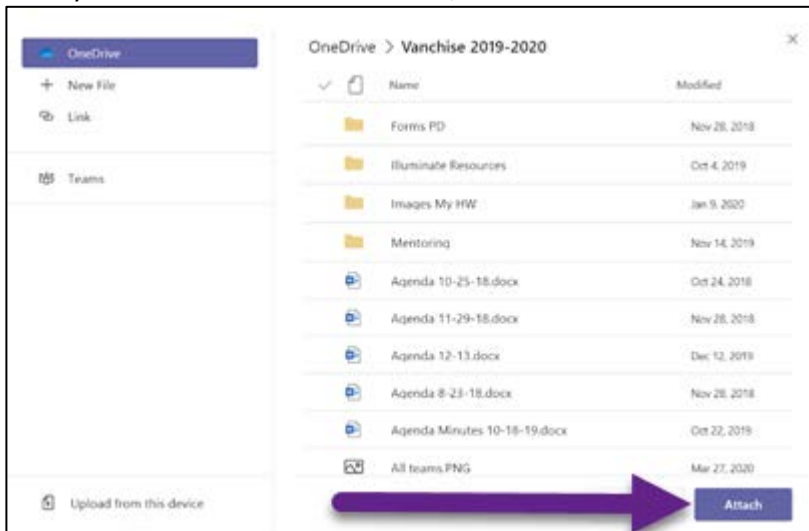 OneDrive
+ New File
Link
Teams
Upload from this device
OneDrive > Vanchise 2019-2020
Name Modified
Forms PD Nov 28, 2018
Illuminate Resources Oct 4, 2019
Images My HW Jan 9, 2020
Mentoring Nov 14, 2019
Agenda 10-25-18.docx Oct 24, 2018
Agenda 11-29-18.docx Nov 28, 2018
Agenda 12-13.docx Dec 12, 2019
Agenda 8-23-18.docx Nov 28, 2018
Agenda Minutes 10-18-19.docx Oct 22, 2019
All teams.PNG Mar 27, 2020
Attach